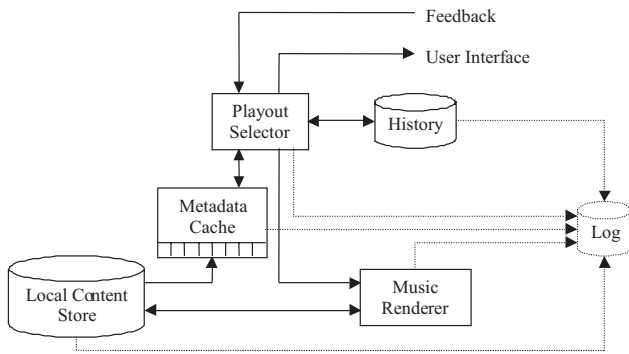 Feedback
User Interface
Playout
Selector
History
Metadata
Cache
Log
Local Content
Store
Music
Renderer